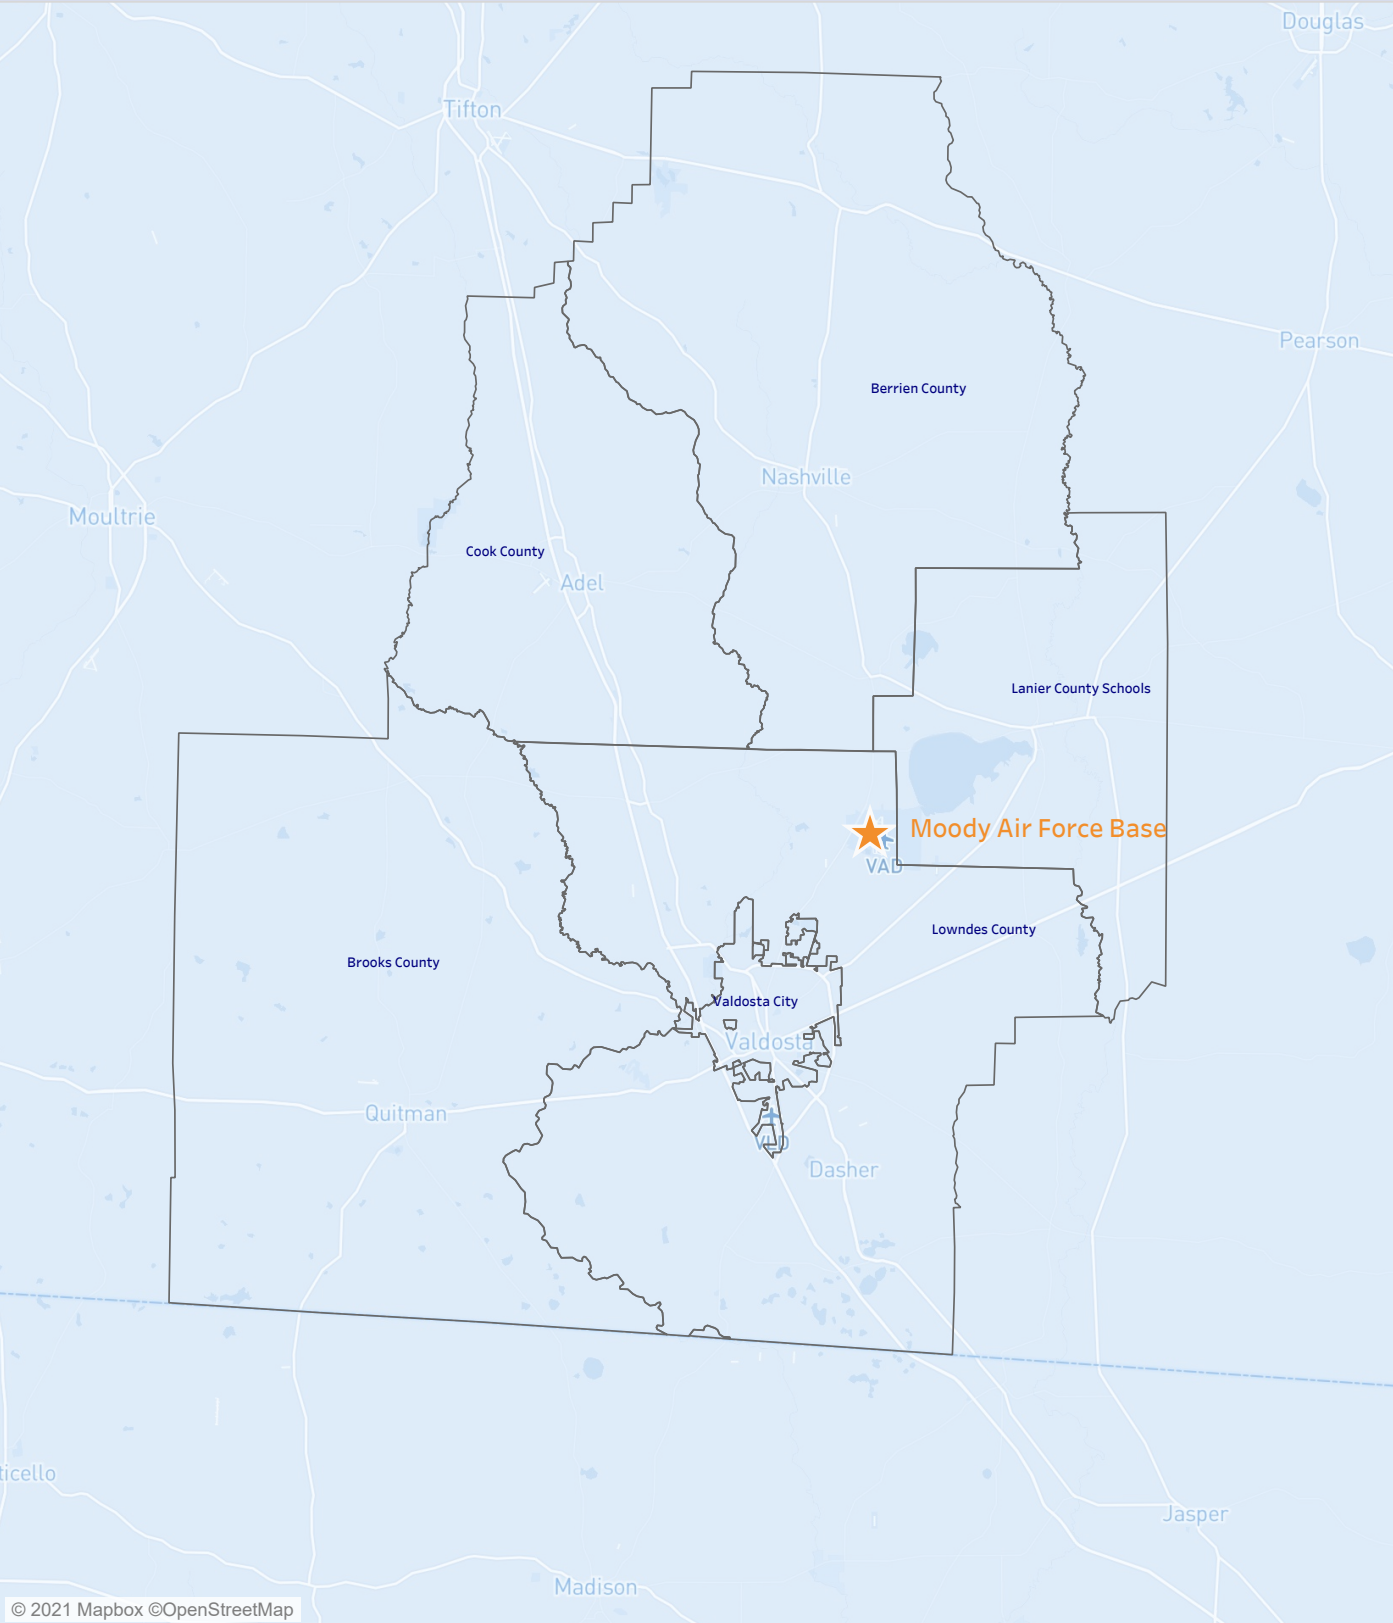 Douglas
Tifton
Pearson
Berrien County
Nashville
Moultrie
Cook County
Adel
Lanier County Schools
Moody Air Force Base
VAD
Lowndes County
Brooks County
Valdosta City
Valdosta
Quitman
VLD
Dasher
ticello
Jasper
Madison
© 2021 Mapbox ©OpenStreetMap